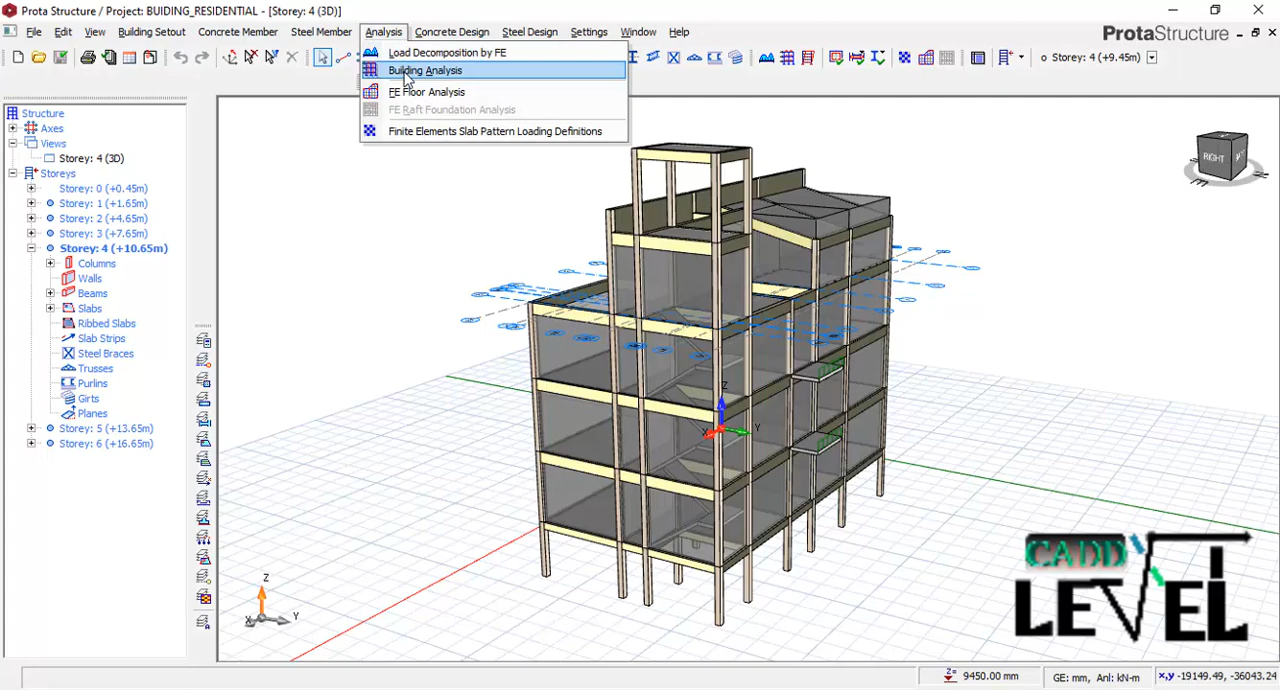 Prota Structure / Project: BUIDING_RESIDENTIAL - [Storey: 4 (3D)]
File Edit View Building Setout Concrete Member Steel Member Analysis Concrete Design Steel Design Settings Window Help
ProtaStructure
Storey: 4 (+9.45m)
Load Decomposition by FE
Building Analysis
FE Floor Analysis
FE Raft Foundation Analysis
Finite Elements Slab Pattern Loading Definitions
Structure
Axes
Views
Storey: 4 (3D)
Storeys
Storey: 0 (+0.45m)
Storey: 1 (+1.65m)
Storey: 2 (+4.65m)
Storey: 3 (+7.65m)
Storey: 4 (+10.65m)
Columns
Walls
Beams
Slabs
Ribbed Slabs
Slab Strips
Steel Braces
Trusses
Purlins
Girts
Planes
Storey: 5 (+13.65m)
Storey: 6 (+16.65m)
RIGHT
Z
X
Y
Z
X
Y
CADD
LEVEL
Z= 9450.00 mm
GE: mm, Anl: kN-m
x,y -19149.49, -36043.24